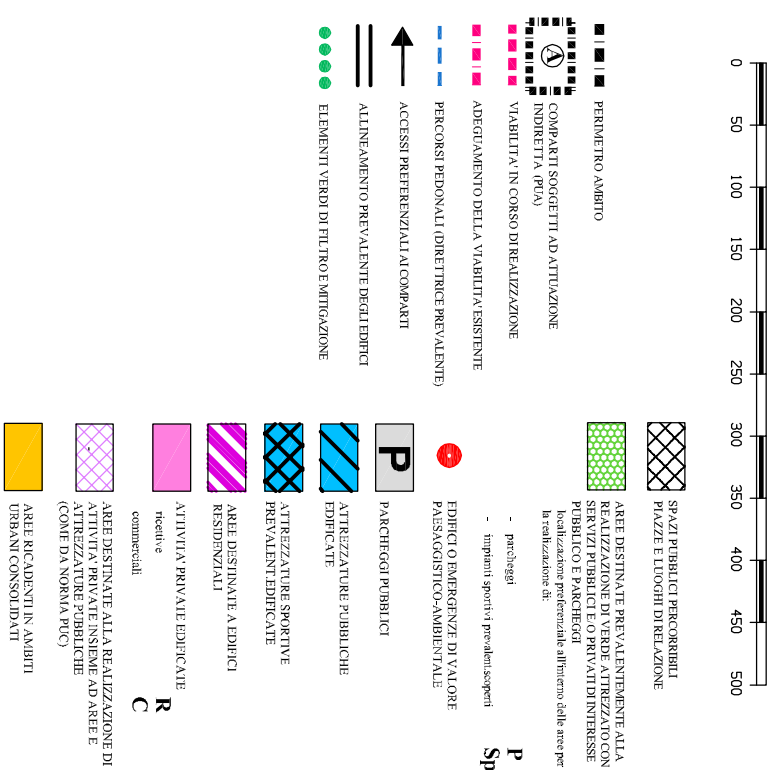 0 50 100 150 200 250 300 350 400 450 500
PERIMETRO AMBITO
A
COMPARTI SOGGETTI AD ATTUAZIONE
INDIRETTA (PUA)
VIABILITA' IN CORSO DI REALIZZAZIONE
ADEGUAMENTO DELLA VIABILITA' ESISTENTE
PERCORSI PEDONALI (DIRETTRICE PREVALENTE)
ACCESSI PREFERENZIALI AI COMPARTI
ALLINEAMENTO PREVALENTE DEGLI EDIFICI
ELEMENTI VERDI DI FILTRO E MITIGAZIONE
SPAZI PUBBLICI PERCORRIBILI
PIAZZE E LUOGHI DI RELAZIONE
AREE DESTINATE PREVALENTEMENTE ALLA
REALIZZAZIONE DI VERDE ATTREZZATO CON
SERVIZI PUBBLICI E/O PRIVATI DI INTERESSE
PUBBLICO E PARCHEGGI
localizzazione preferenziale all'interno delle aree per
la realizzazione di:
- parcheggi P
- impianti sportivi prevalent.scoperti Sp
EDIFICI O EMERGENZE DI VALORE
PAESAGGISTICO-AMBIENTALE
P
PARCHEGGI PUBBLICI
ATTREZZATURE PUBBLICHE
EDIFICATE
ATTREZZATURE SPORTIVE
PREVALENT.EDIFICATE
AREE DESTINATE A EDIFICI
RESIDENZIALI
ATTIVITA' PRIVATE EDIFICATE
ricettive R
commerciali C
AREE DESTINATE ALLA REALIZZAZIONE DI
ATTIVITA' PRIVATE INSIEME AD AREE E
ATTREZZATURE PUBBLICHE
(COME DA NORMA PUC)
AREE RICADENTI IN AMBITI
URBANI CONSOLIDATI